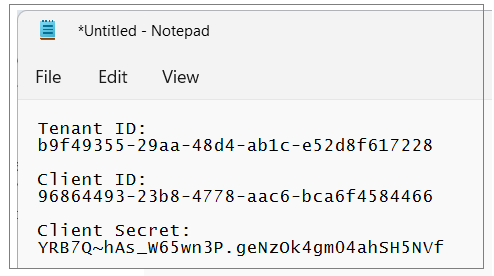 *Untitled - Notepad
File Edit View
Tenant ID:
b9f49355-29aa-48d4-ab1c-e52d8f617228
Client ID:
96864493-23b8-4778-aac6-bca6f4584466
Client Secret:
YRB7Q~hAs_W65wn3P.geNzOk4gmO4ahSH5NVf